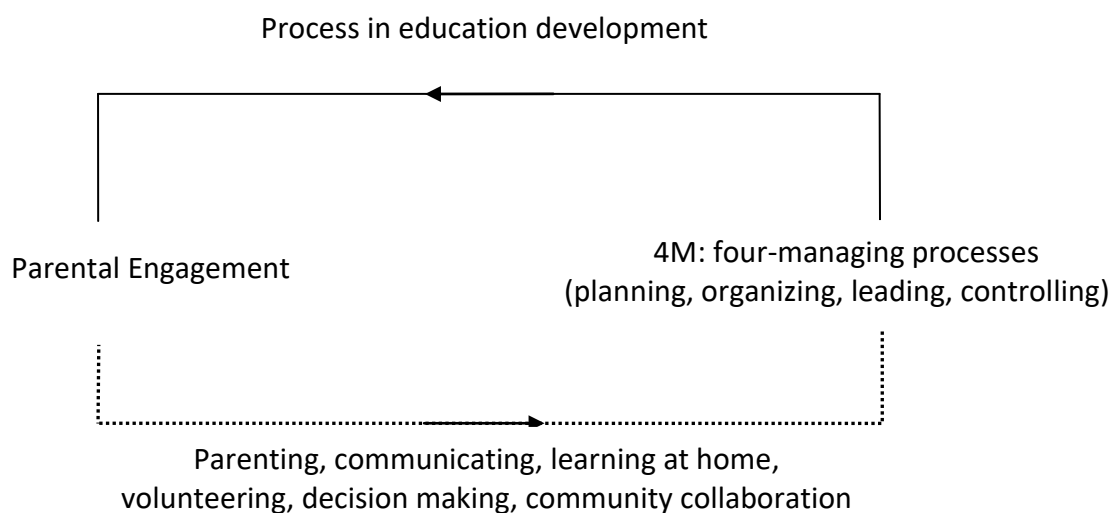 Process in education development
Parental Engagement
4M: four-managing processes
(planning, organizing, leading, controlling)
Parenting, communicating, learning at home,
volunteering, decision making, community collaboration